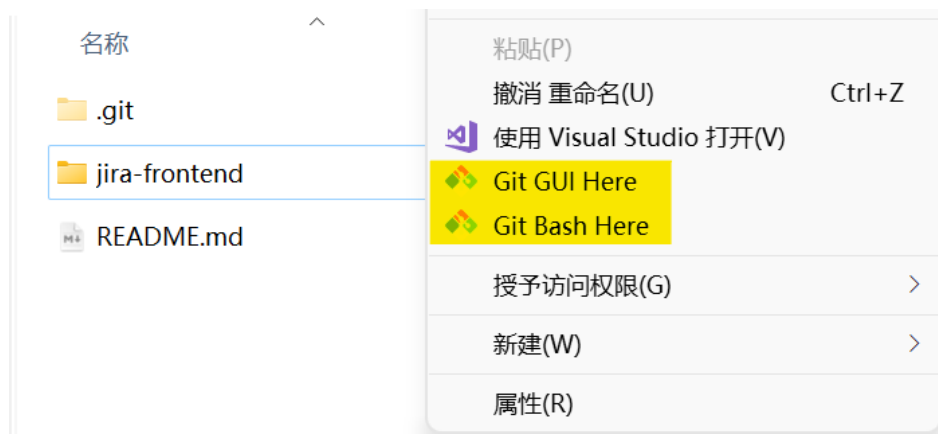 名称
.git
jira-frontend
M↓
README.md
粘贴(P)
撤消 重命名(U) Ctrl+Z
使用 Visual Studio 打开(V)
Git GUI Here
Git Bash Here
授予访问权限(G)
新建(W)
属性(R)